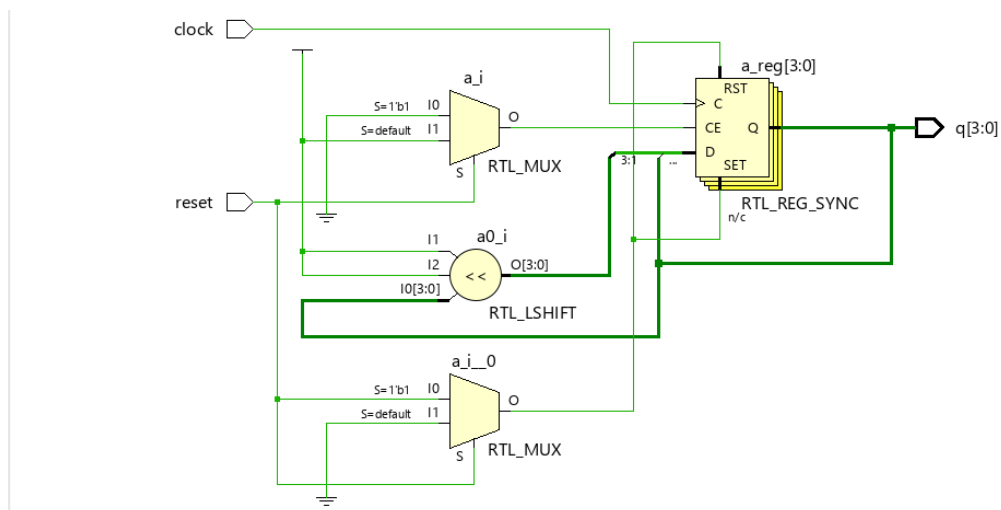 clock
a_reg[3:0]
a_i
RST
S=1'b1 I0
C
O
CE Q
q[3:0]
S=default I1
D
3:1 ...
SET
S
RTL_MUX
reset
RTL_REG_SYNC
n/c
a0_i
I1
I2
<<
O[3:0]
I0[3:0]
RTL_LSHIFT
a_i__0
S=1'b1 I0
O
S=default I1
S
RTL_MUX